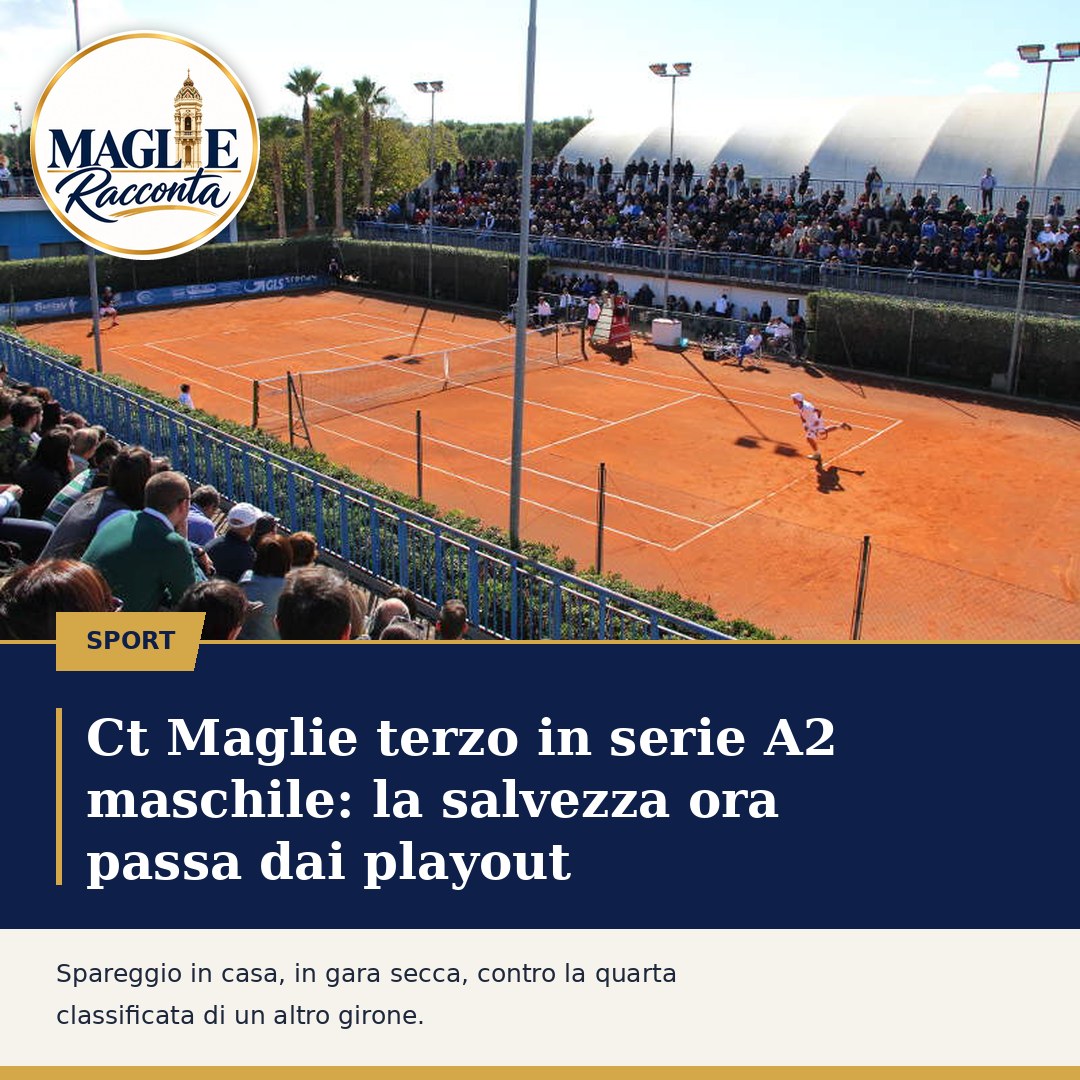 MAGLIE
Racconta
SPORT
Ct Maglie terzo in serie A2
maschile: la salvezza ora
passa dai playout
Spareggio in casa, in gara secca, contro la quarta
classificata di un altro girone.